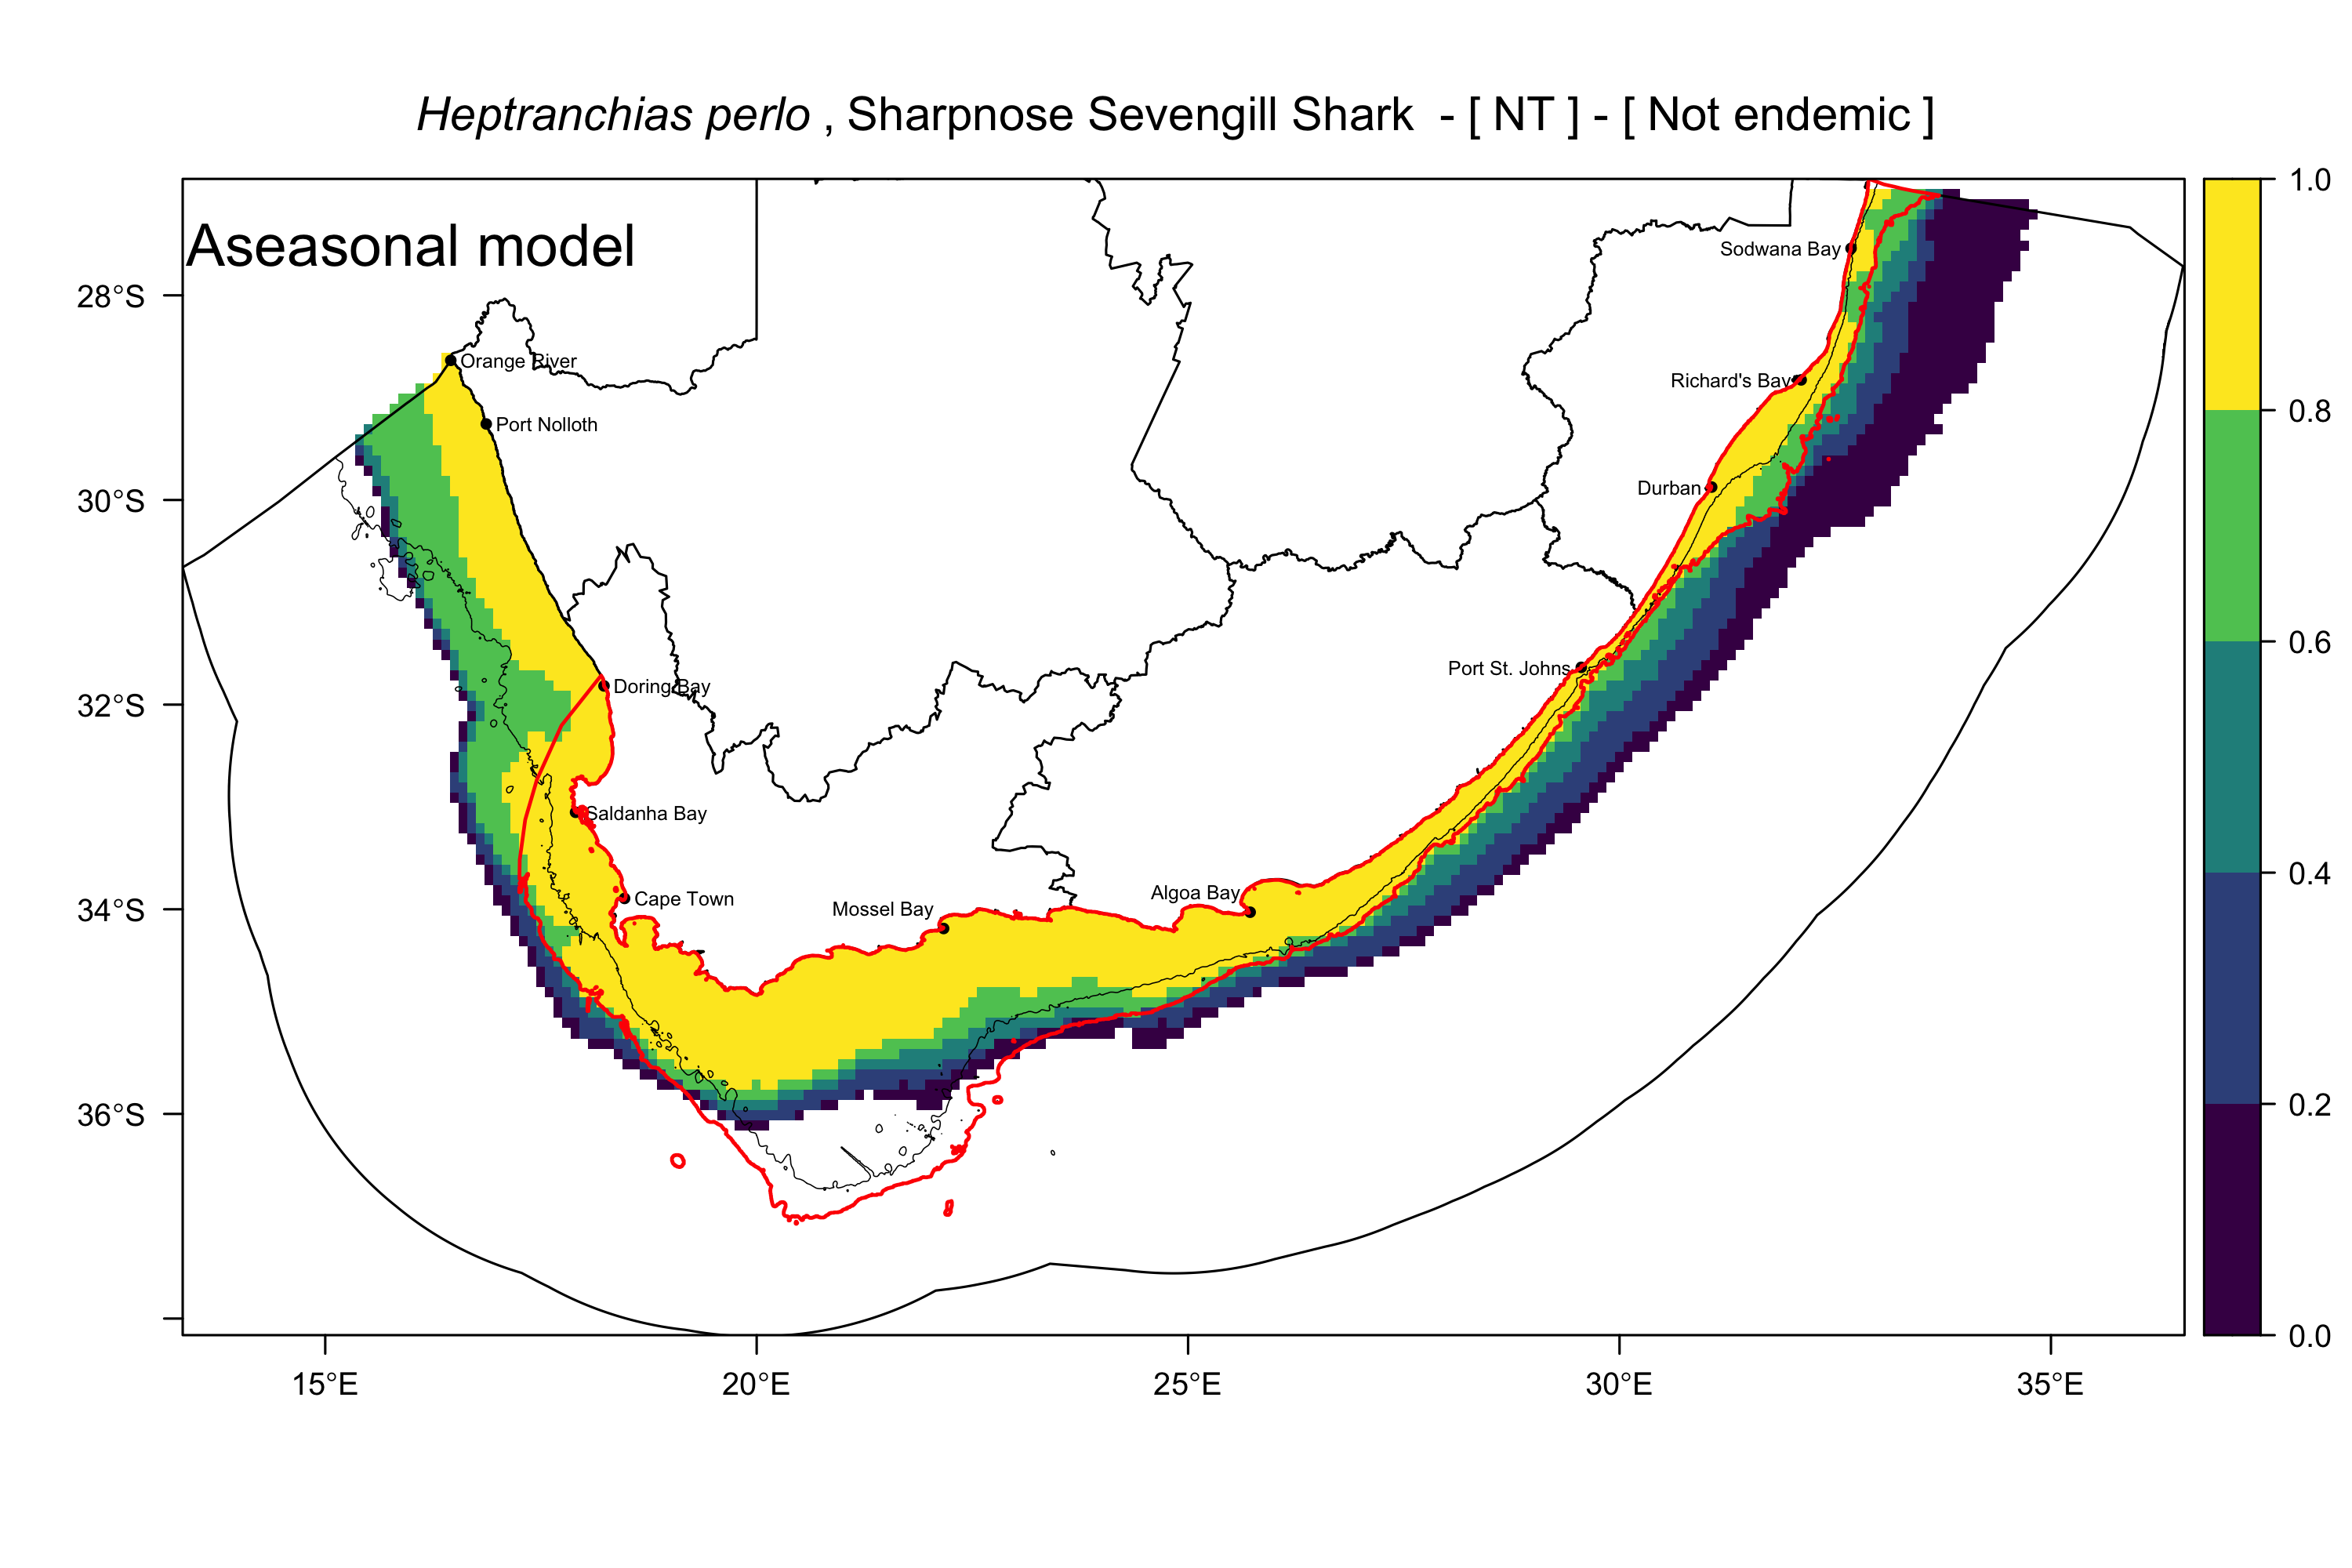 Heptranchias perlo , Sharpnose Sevengill Shark - [ NT ] - [ Not endemic ]
Aseasonal model
1.0
0.8
0.6
0.4
0.2
0.0
28°S
30°S
32°S
34°S
36°S
Sodwana Bay
Orange River
Richard's Bay
Port Nolloth
Durban
Port St. Johns
Doring Bay
Saldanha Bay
Algoa Bay
Cape Town
Mossel Bay
15°E
20°E
25°E
30°E
35°E